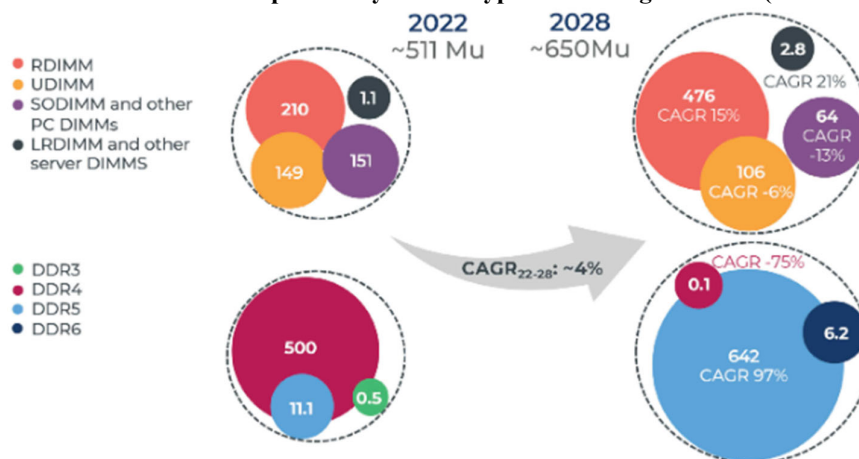 2022 2028
~511 Mu ~650Mu
RDIMM
UDIMM
SODIMM and other
PC DIMMs
LRDIMM and other
server DIMMS
210
1.1
149
151
2.8
CAGR 21%
476
CAGR 15%
64
CAGR
-13%
106
CAGR -6%
CAGR22-28: ~4%
DDR3
DDR4
DDR5
DDR6
500
11.1
0.5
CAGR -75%
0.1
6.2
642
CAGR 97%